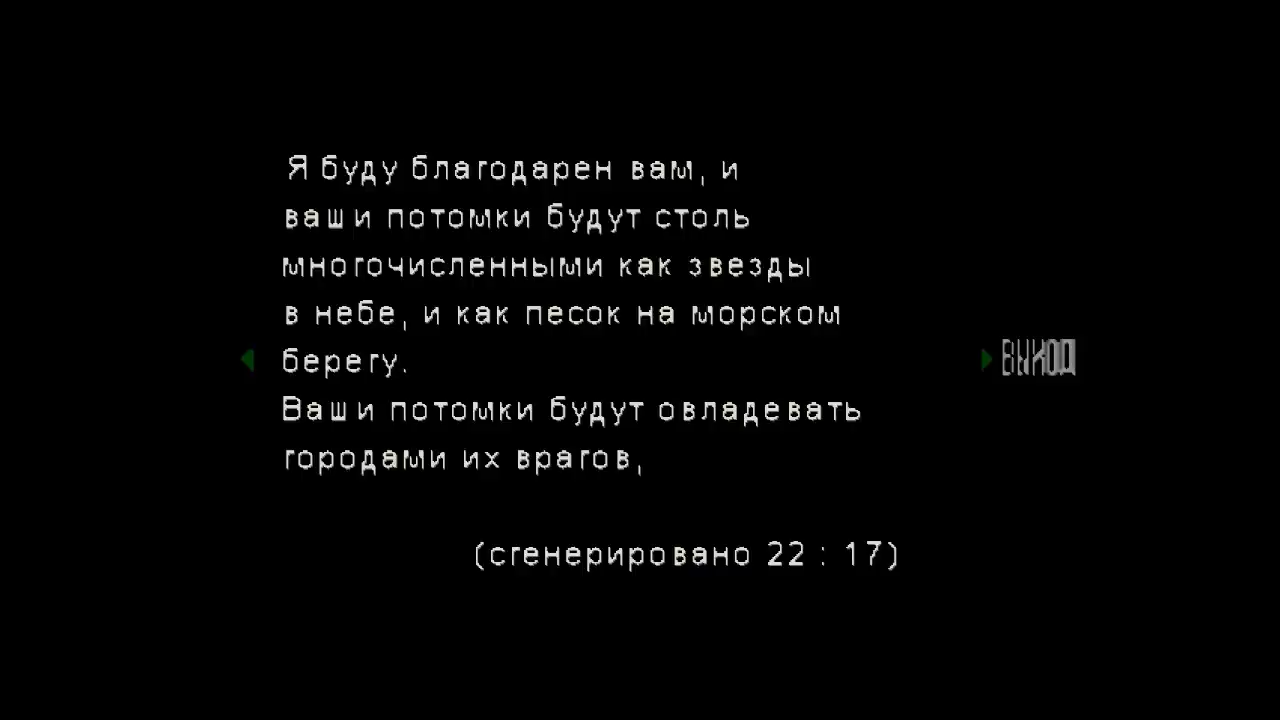 Я буду благодарен вам, и
ваши потомки будут столь
многочисленными как звезды
в небе, и как песок на морском
берегу.
ВЫХОД
Ваши потомки будут овладевать
городами их врагов,
(сгенерировано 22 : 17)